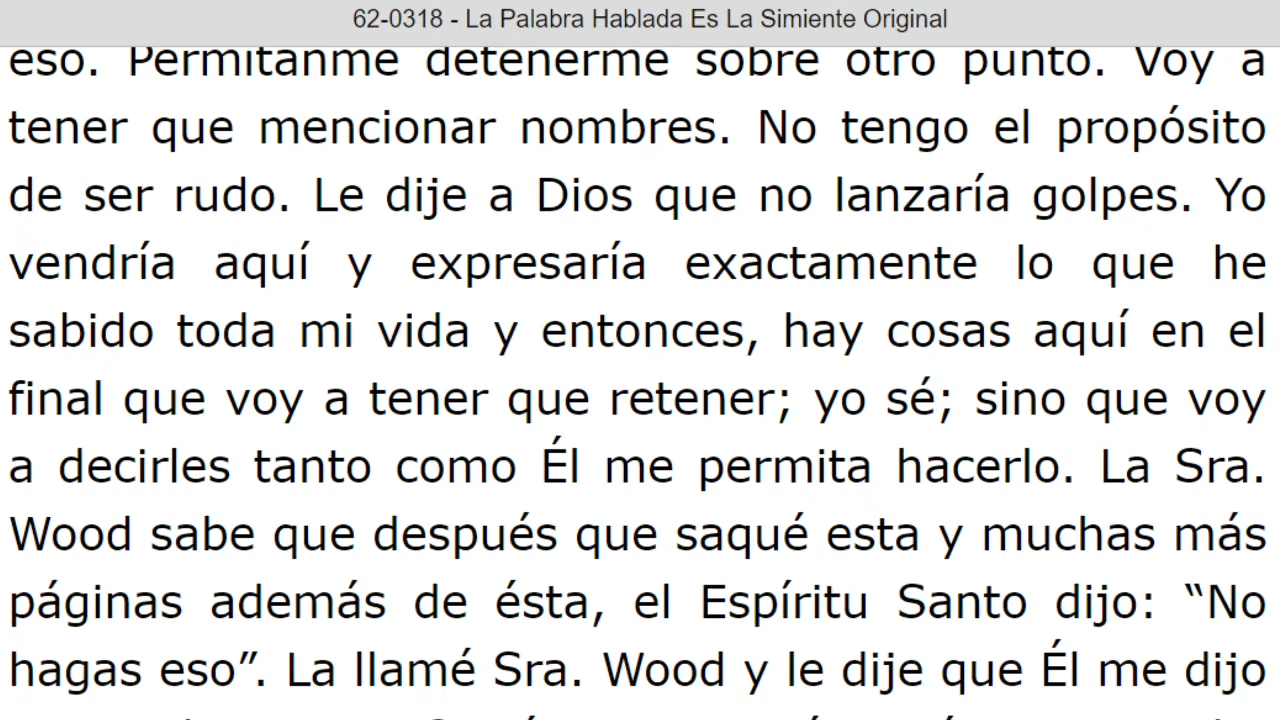 62-0318 - La Palabra Hablada Es La Simiente Original
eso. Permítanme detenerme sobre otro punto. Voy a
tener que mencionar nombres. No tengo el propósito
de ser rudo. Le dije a Dios que no lanzaría golpes. Yo
vendría aquí y expresaría exactamente lo que he
sabido toda mi vida y entonces, hay cosas aquí en el
final que voy a tener que retener; yo sé; sino que voy
a decirles tanto como Él me permita hacerlo. La Sra.
Wood sabe que después que saqué esta y muchas más
páginas además de ésta, el Espíritu Santo dijo: “No
hagas eso”. La llamé Sra. Wood y le dije que Él me dijo